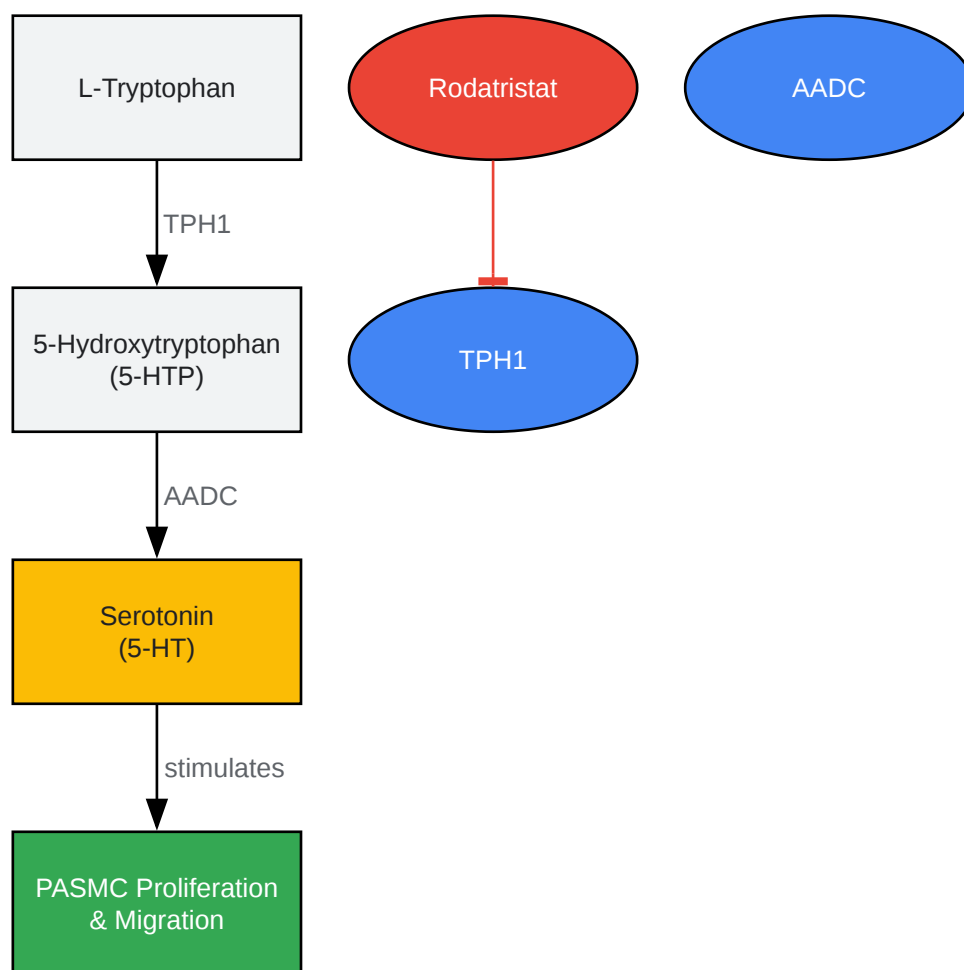 L-Tryptophan
Rodatristat
AADC
TPH1
5-Hydroxytryptophan
(5-HTP)
TPH1
AADC
Serotonin
(5-HT)
stimulates
PASMC Proliferation
& Migration